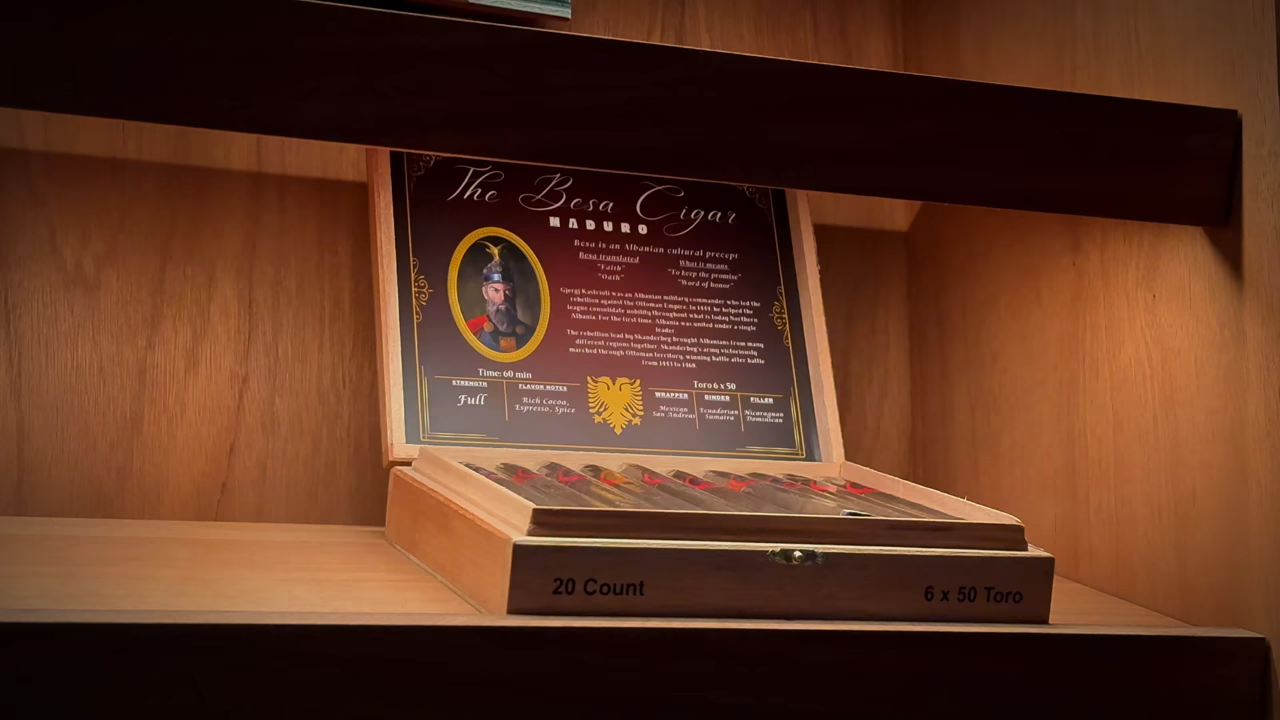 The Besa Cigar
MADURO
Besa is an Albanian cultural precept
Besa translated
"Faith"
"Oath"
What it means
"To keep the promise"
"Word of honor"
Gjergj Kastrioti was an Albanian military commander who led the
rebellion against the Ottoman Empire. In 1444, he helped the
league consolidate nobility throughout what is today Northern
Albania. For the first time, Albania was united under a single
leader.
The rebellion lead by Skanderbeg brought Albanians from many
different regions together. Skanderbeg's army victoriously
marched through Ottoman territory, winning battle after battle
from 1443 to 1468.
Time: 60 min
STRENGTH
Full
FLAVOR NOTES
Rich Cocoa,
Espresso, Spice
Toro 6 x 50
WRAPPER
Mexican
San Andreas
BINDER
Ecuadorian
Sumatra
FILLER
Nicaraguan
Dominican
20 Count
6 x 50 Toro